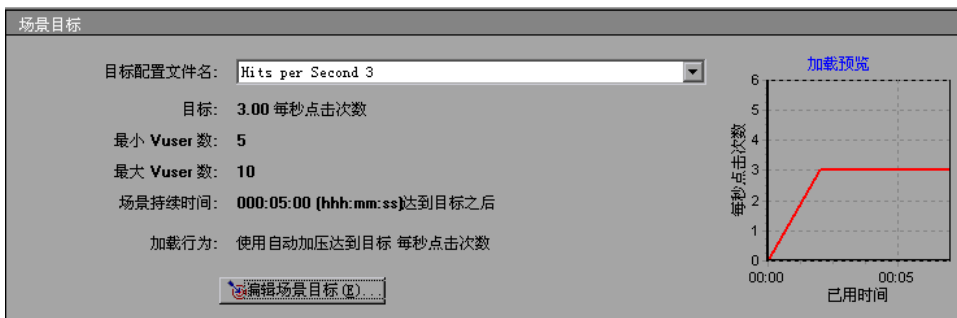 场景目标
目标配置文件名: Hits per Second 3
目标: 3.00 每秒点击次数
最小 Vuser 数: 5
最大 Vuser 数: 10
场景持续时间: 000:05:00 (hhh:mm:ss)达到目标之后
加载行为: 使用自动加压达到目标 每秒点击次数
编辑场景目标(E)...
加载预览
每秒点击次数
6
5
4
3
2
1
0
00:00 00:05
已用时间